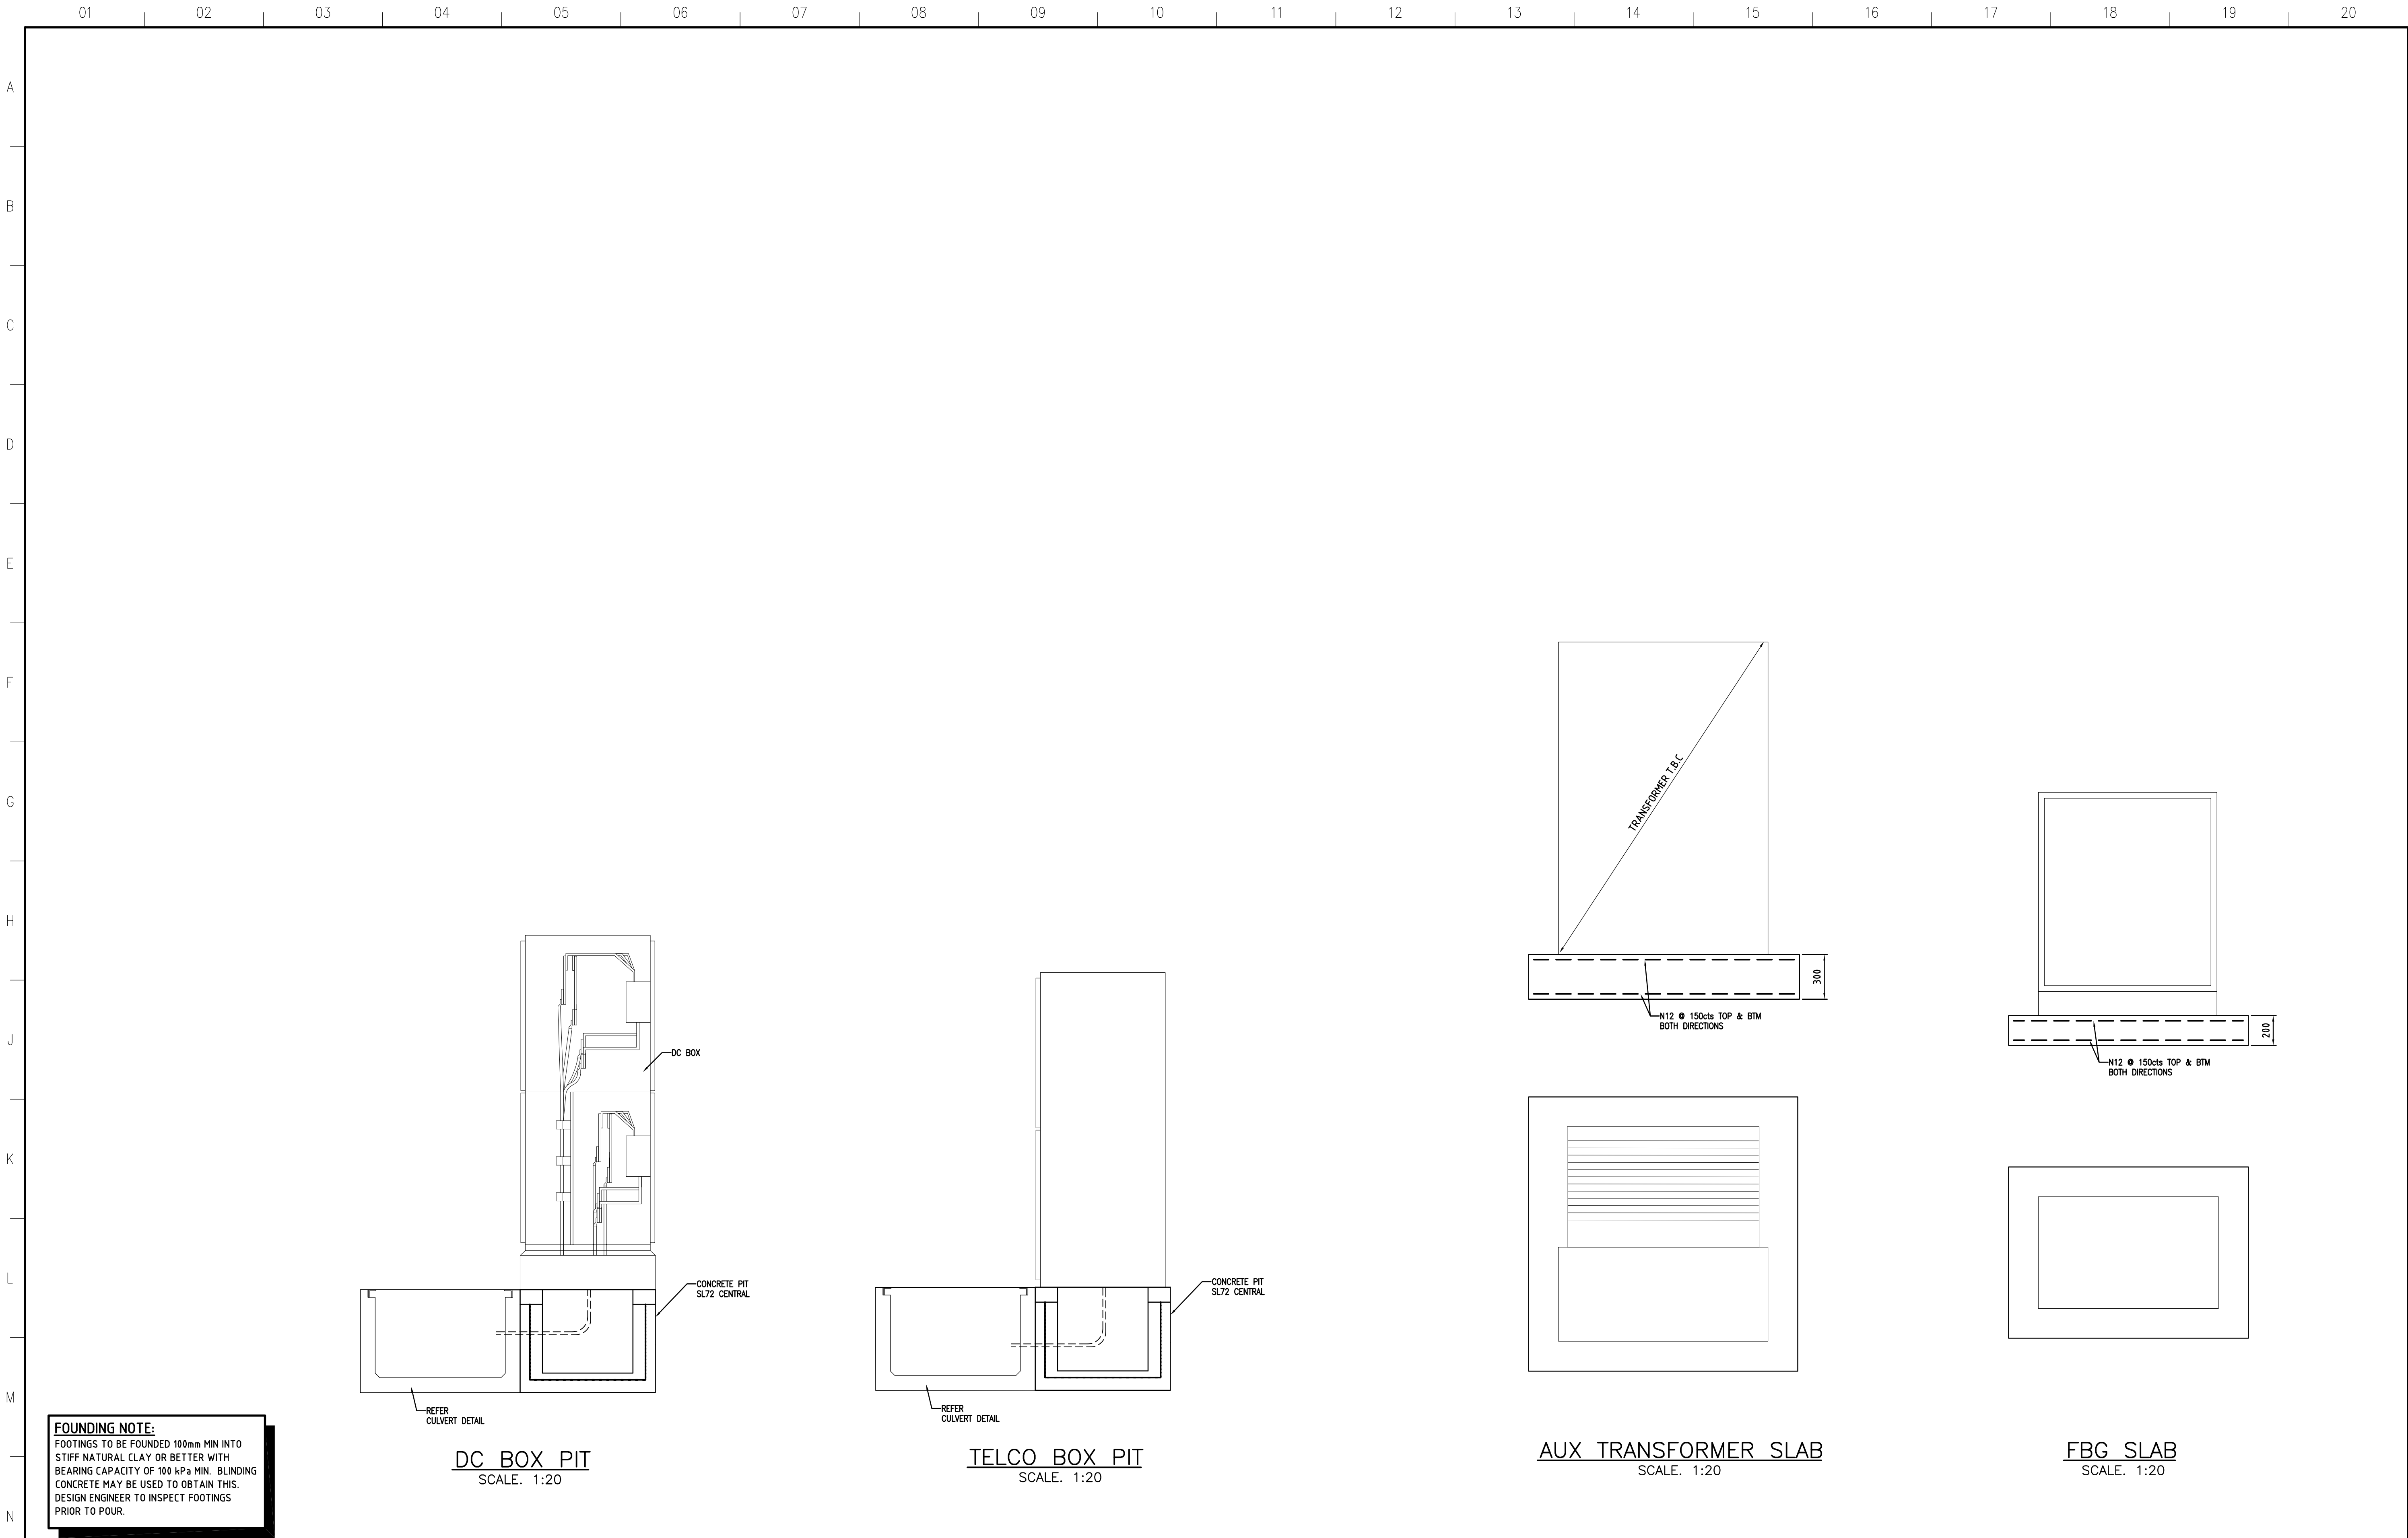 01 02 03 04 05 06 07 08 09 10 11 12 13 14 15 16 17 18 19 20
A
B
C
D
E
F
G
H
J
K
L
M
N
TRANSFORMER T.B.C
300
N12 @ 150cts TOP & BTM
BOTH DIRECTIONS
200
N12 @ 150cts TOP & BTM
BOTH DIRECTIONS
DC BOX
CONCRETE PIT
SL72 CENTRAL
REFER
CULVERT DETAIL
CONCRETE PIT
SL72 CENTRAL
REFER
CULVERT DETAIL
FOUNDING NOTE:
FOOTINGS TO BE FOUNDED 100mm MIN INTO
STIFF NATURAL CLAY OR BETTER WITH
BEARING CAPACITY OF 100 kPa MIN. BLINDING
CONCRETE MAY BE USED TO OBTAIN THIS.
DESIGN ENGINEER TO INSPECT FOOTINGS
PRIOR TO POUR.
DC BOX PIT
SCALE. 1:20
TELCO BOX PIT
SCALE. 1:20
AUX TRANSFORMER SLAB
SCALE. 1:20
FBG SLAB
SCALE. 1:20